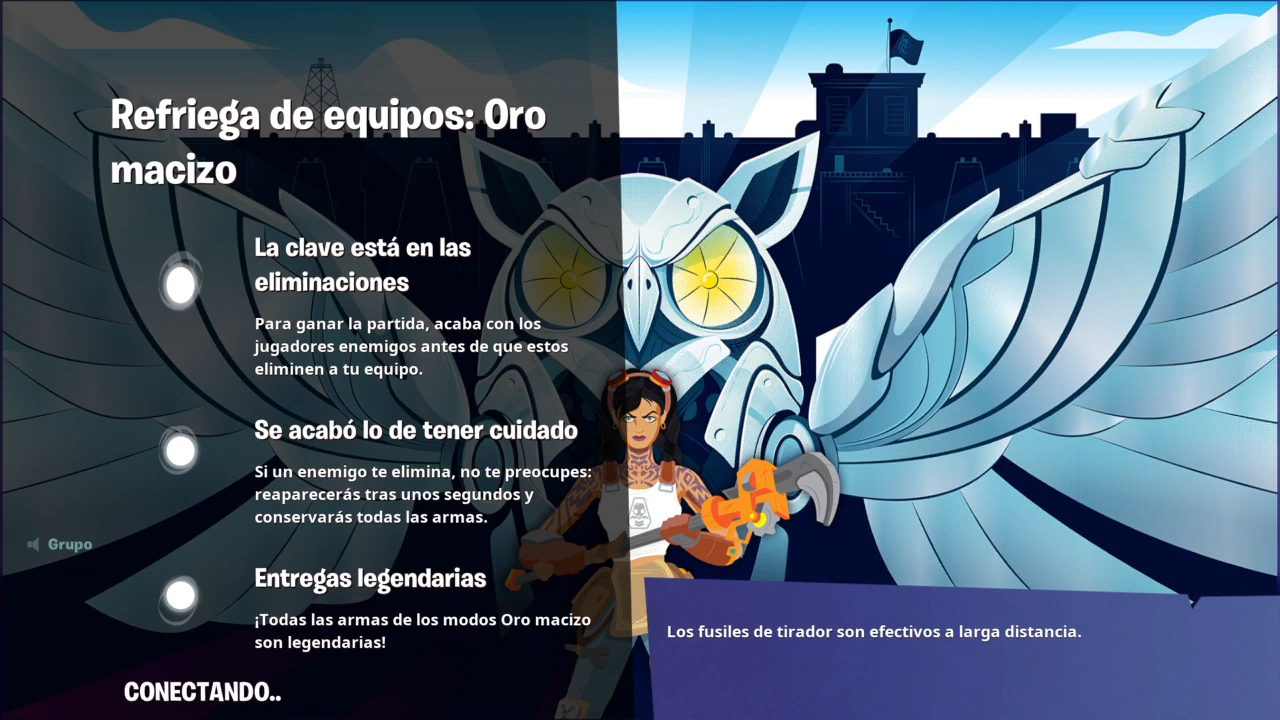 Refriega de equipos: Oro
macizo
La clave está en las
eliminaciones
Para ganar la partida, acaba con los
jugadores enemigos antes de que estos
eliminen a tu equipo.
Se acabó lo de tener cuidado
Si un enemigo te elimina, no te preocupes:
reaparecerás tras unos segundos y
conservarás todas las armas.
Grupo
Entregas legendarias
¡Todas las armas de los modos Oro macizo
son legendarias!
Los fusiles de tirador son efectivos a larga distancia.
CONECTANDO..